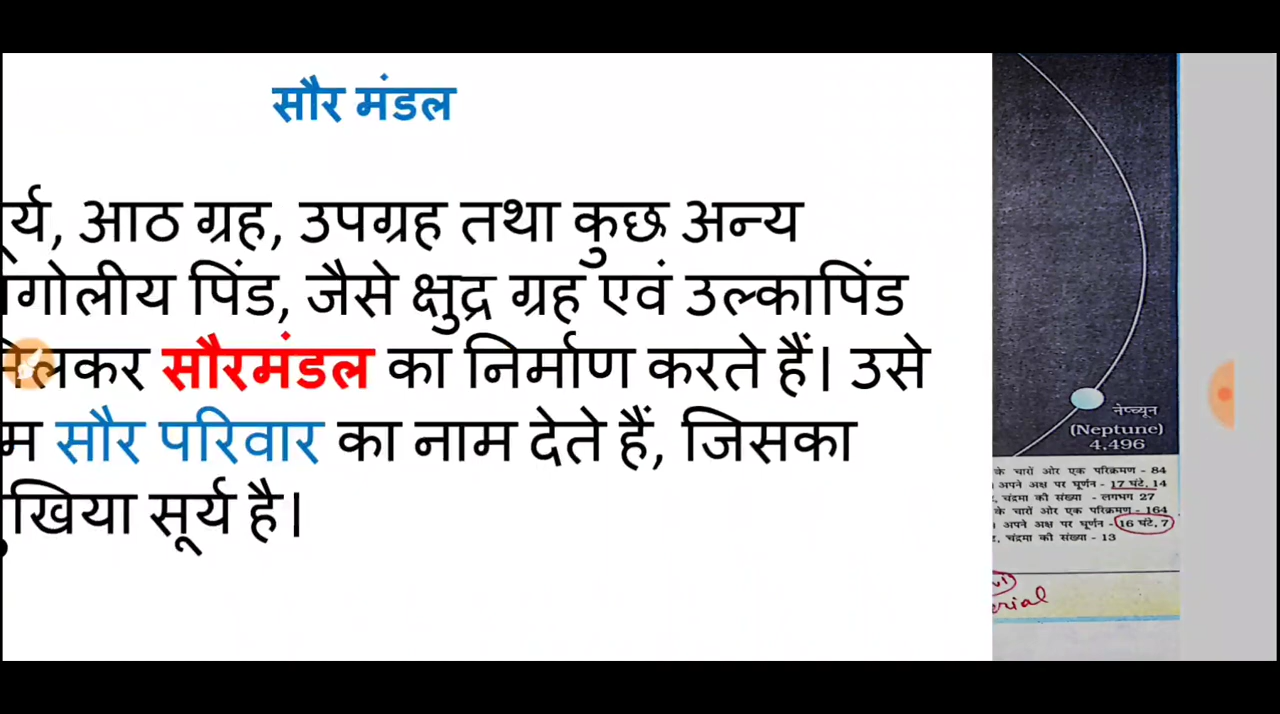 सौर मंडल
आठ ग्रह, उपग्रह तथा कुछ अन्य
पिंड, जैसे क्षुद्र ग्रह एवं उल्कापिंड
सौरमंडल का निर्माण करते हैं। उसे
सौर परिवार का नाम देते हैं, जिसका
सूर्य है।
नेप्च्यून
(Neptune)
4,496
के चारों ओर एक परिक्रमण - 84
अपने अक्ष पर घूर्णन - 17 घंटे, 14
चंद्रमा की संख्या - लगभग 27
के चारों ओर एक परिक्रमण - 164
अपने अक्ष पर घूर्णन - 16 घंटे, 7
चंद्रमा की संख्या - 13